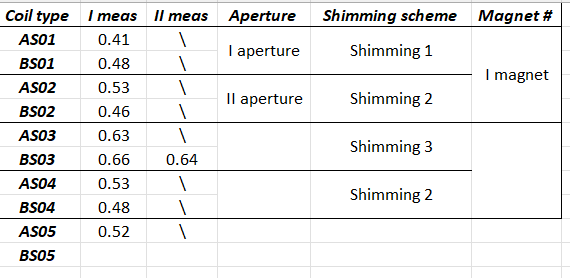 Coil type I meas II meas Aperture Shimming scheme Magnet #
AS01 0.41 \ I aperture Shimming 1 I magnet
BS01 0.48 \
AS02 0.53 \ II aperture Shimming 2
BS02 0.46 \
AS03 0.63 \ Shimming 3
BS03 0.66 0.64
AS04 0.53 \ Shimming 2
BS04 0.48 \
AS05 0.52 \
BS05